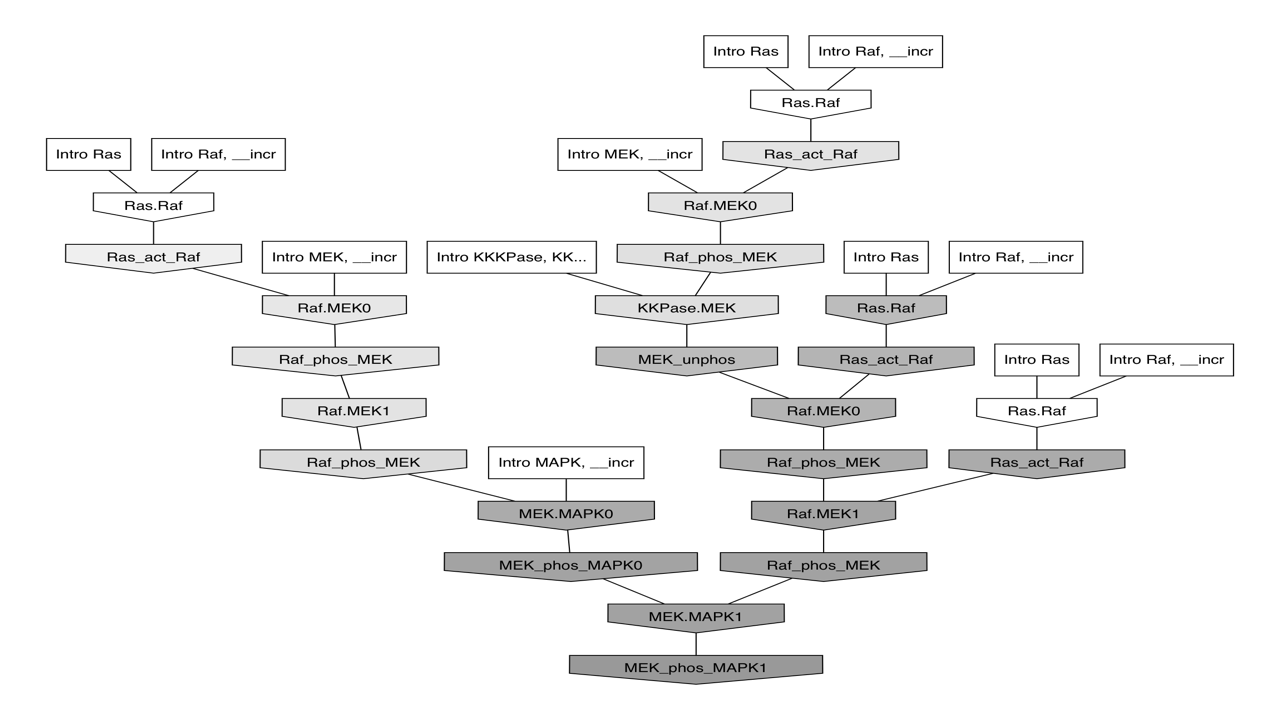 Intro Ras
Intro Raf, __incr
Ras.Raf
Intro Ras
Intro Raf, __incr
Intro MEK, __incr
Ras_act_Raf
Ras.Raf
Raf.MEK0
Ras_act_Raf
Intro MEK, __incr
Intro KKKPase, KK...
Raf_phos_MEK
Intro Ras
Intro Raf, __incr
Raf.MEK0
KKPase.MEK
Ras.Raf
Raf_phos_MEK
MEK_unphos
Ras_act_Raf
Intro Ras
Intro Raf, __incr
Raf.MEK1
Raf.MEK0
Ras.Raf
Raf_phos_MEK
Intro MAPK, __incr
Raf_phos_MEK
Ras_act_Raf
MEK.MAPK0
Raf.MEK1
MEK_phos_MAPK0
Raf_phos_MEK
MEK.MAPK1
MEK_phos_MAPK1